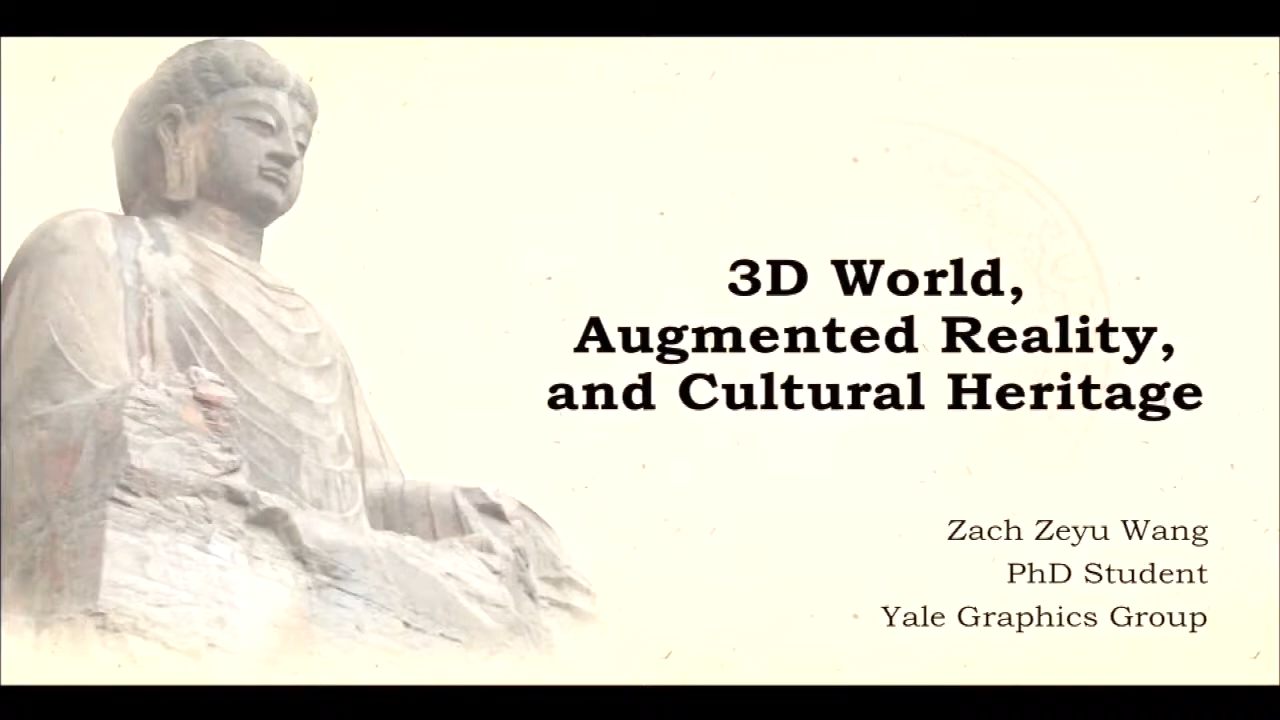 3D World,
Augmented Reality,
and Cultural Heritage
Zach Zeyu Wang
PhD Student
Yale Graphics Group